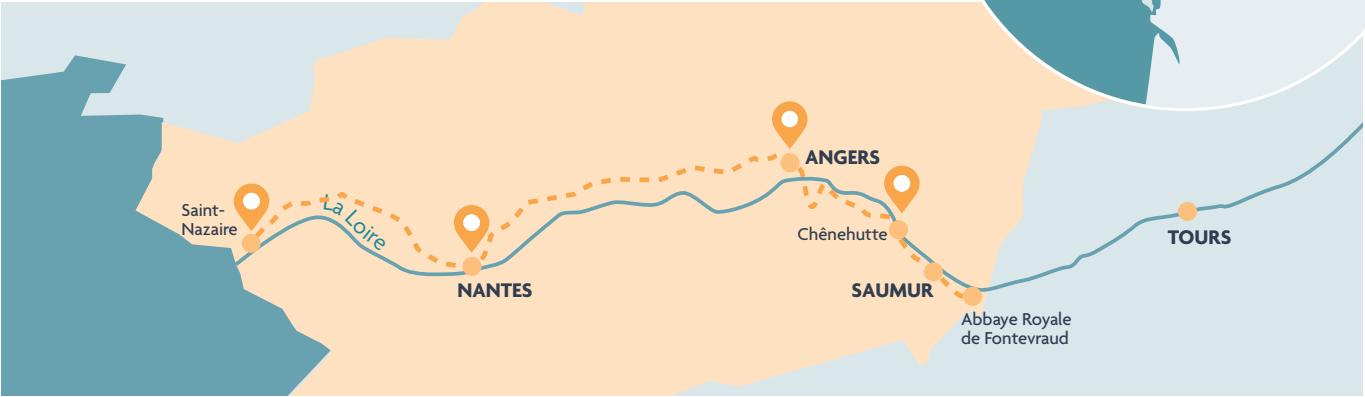 ANGERS
Saint-
Nazaire
La Loire
Chênehutte
TOURS
NANTES
SAUMUR
Abbaye Royale
de Fontevraud